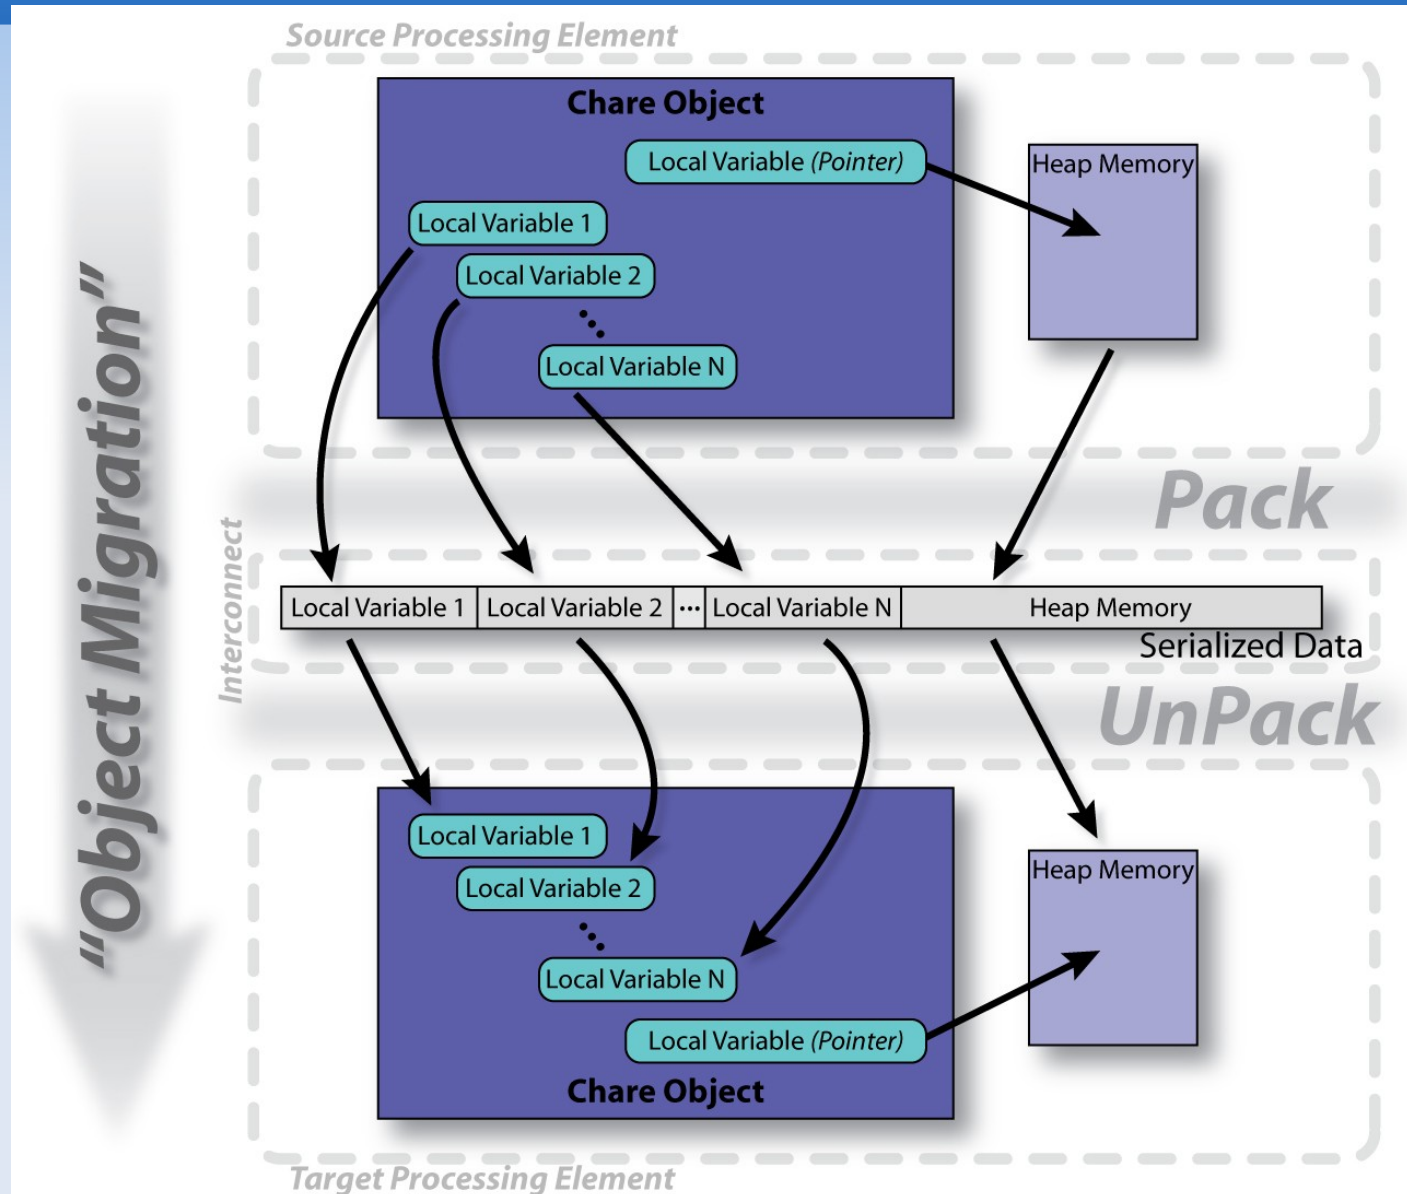 Source Processing Element
Chare Object
Local Variable (Pointer)
Heap Memory
Local Variable 1
Local Variable 2
Local Variable N
"Object Migration"
Pack
Interconnect
Local Variable 1
Local Variable 2
...
Local Variable N
Heap Memory
Serialized Data
UnPack
Local Variable 1
Heap Memory
Local Variable 2
Local Variable N
Local Variable (Pointer)
Chare Object
Target Processing Element